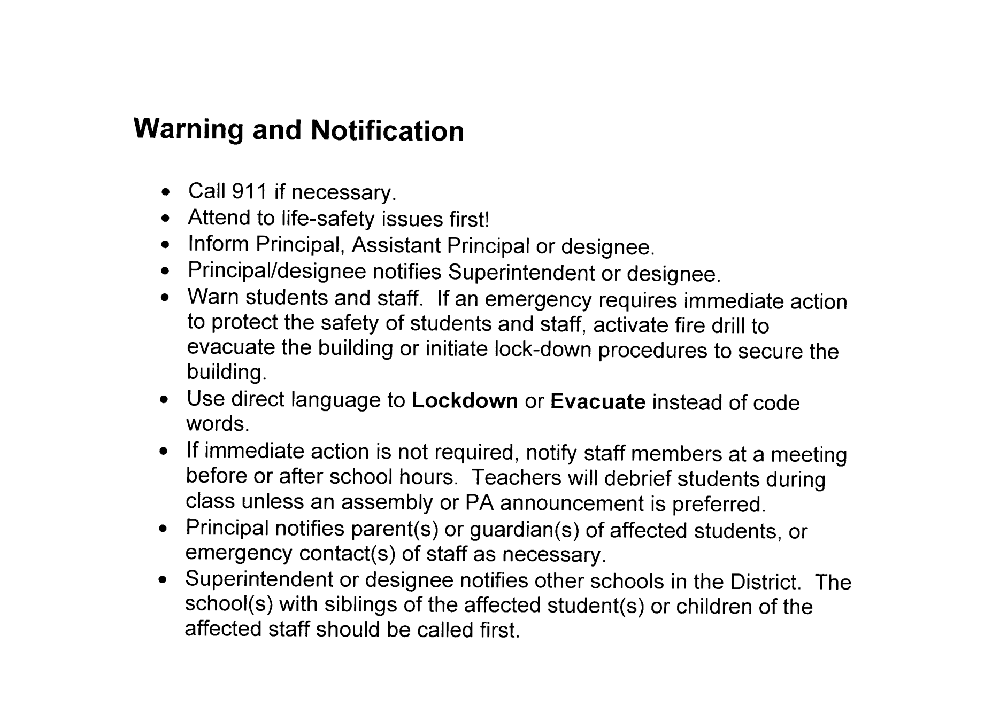 Warning and Notification
• Call 911 if necessary.
• Attend to life-safety issues first!
• Inform Principal, Assistant Principal or designee.
• Principal/designee notifies Superintendent or designee.
• Warn students and staff.  If an emergency requires immediate action
to protect the safety of students and staff, activate fire drill to
evacuate the building or initiate lock-down procedures to secure the
building.
• Use direct language to Lockdown or Evacuate instead of code
words.
• If immediate action is not required, notify staff members at a meeting
before or after school hours.  Teachers will debrief students during
class unless an assembly or PA announcement is preferred.
• Principal notifies parent(s) or guardian(s) of affected students, or
emergency contact(s) of staff as necessary.
• Superintendent or designee notifies other schools in the District.  The
school(s) with siblings of the affected student(s) or children of the
affected staff should be called first.